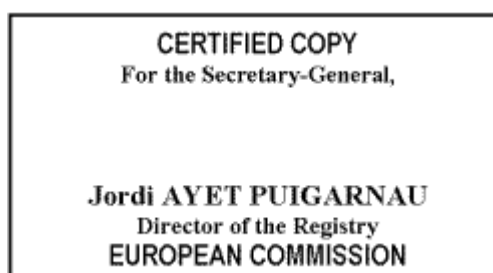 CERTIFIED COPY
For the Secretary-General,
Jordi AYET PUIGARNAU
Director of the Registry
EUROPEAN COMMISSION